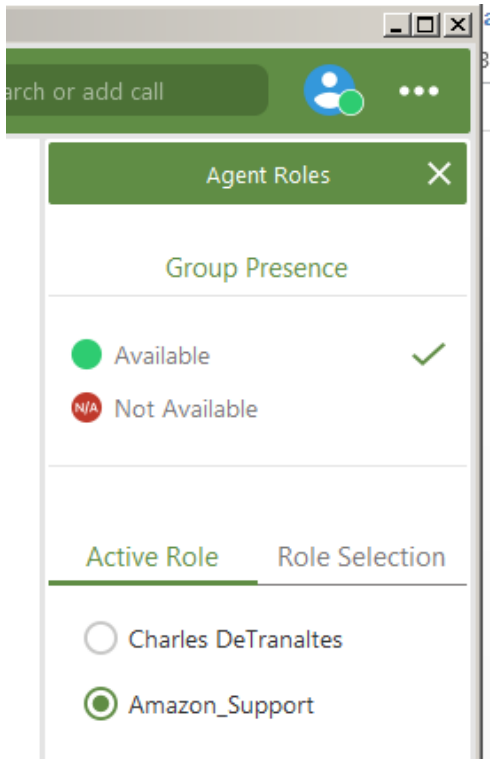 arch or add call
Agent Roles
Group Presence
Available
N/A Not Available
Active Role Role Selection
Charles DeTranaltes
Amazon_Support